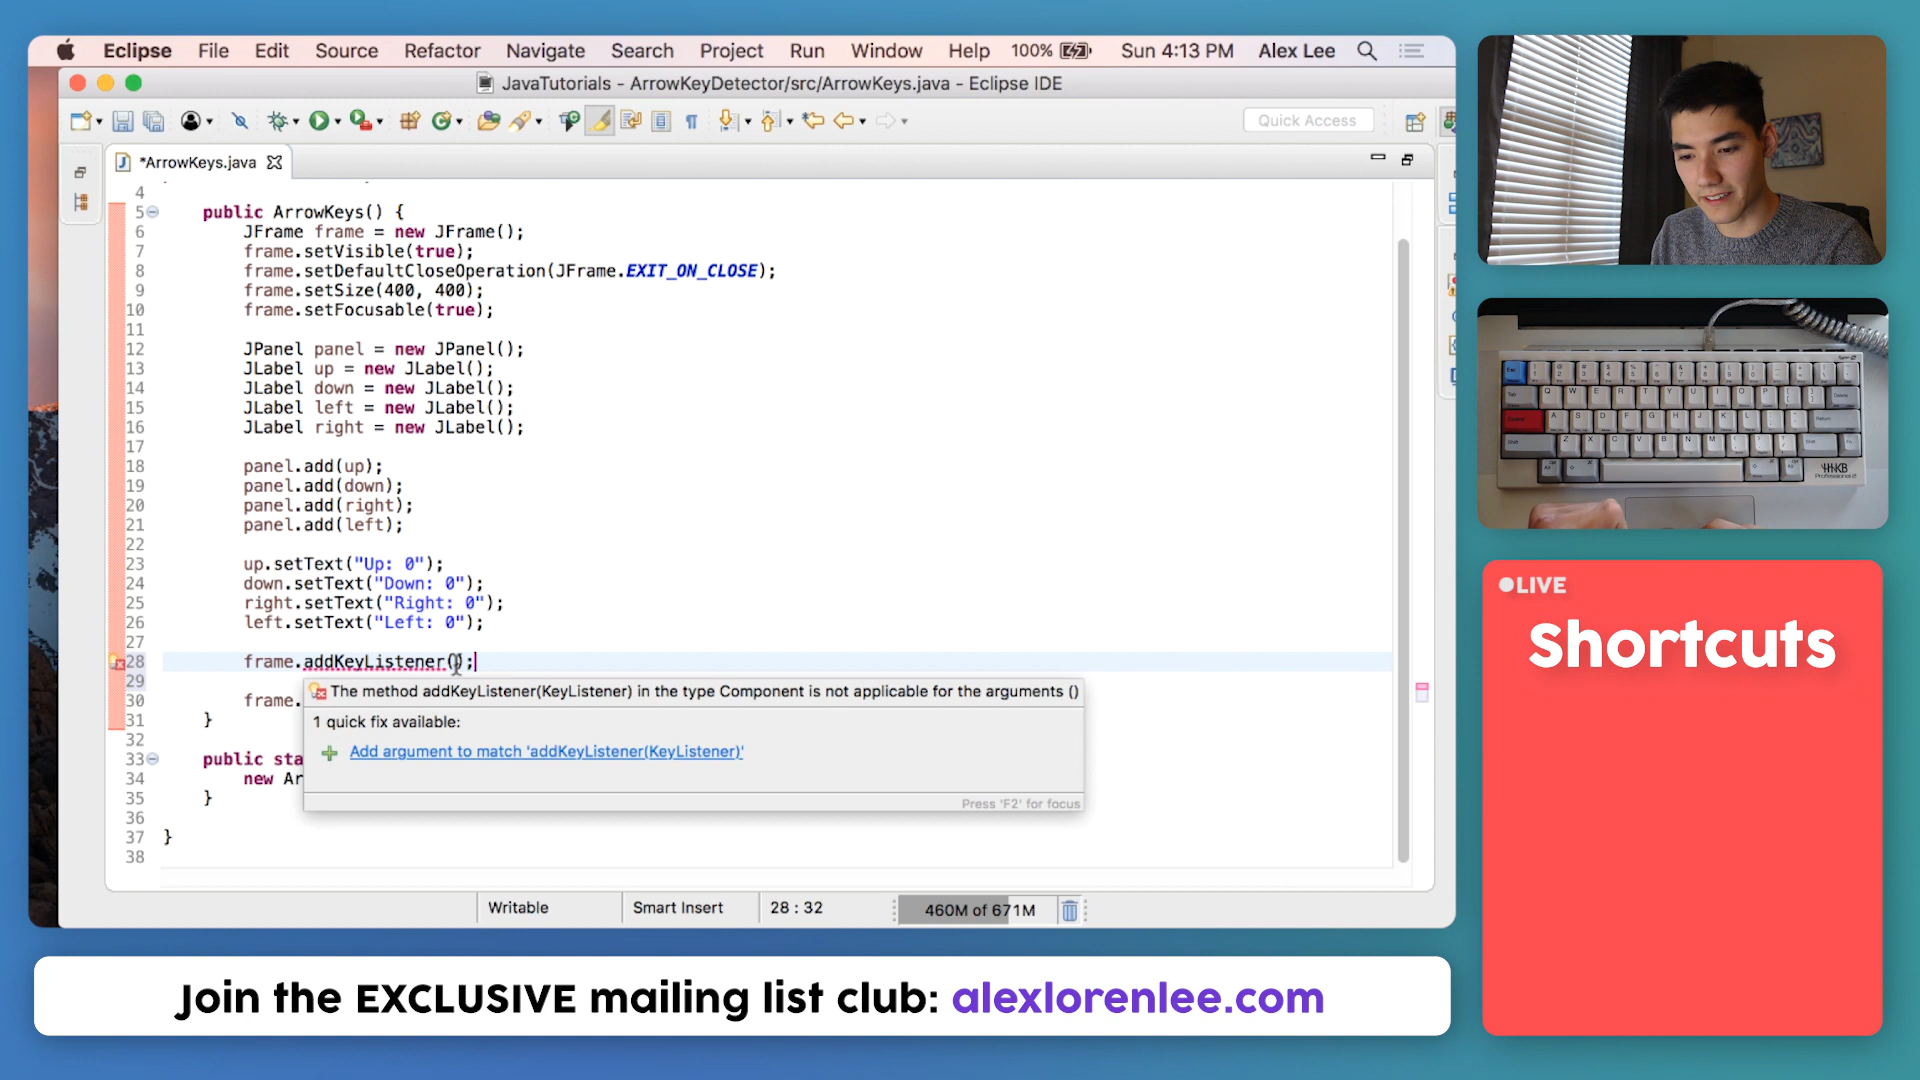 Eclipse File Edit Source Refactor Navigate Search Project Run Window Help 100% Sun 4:13 PM Alex Lee
JavaTutorials - ArrowKeyDetector/src/ArrowKeys.java - Eclipse IDE
Quick Access
*ArrowKeys.java
4
5 public ArrowKeys() {
6 JFrame frame = new JFrame();
7 frame.setVisible(true);
8 frame.setDefaultCloseOperation(JFrame.EXIT_ON_CLOSE);
9 frame.setSize(400, 400);
10 frame.setFocusable(true);
11
12 JPanel panel = new JPanel();
13 JLabel up = new JLabel();
14 JLabel down = new JLabel();
15 JLabel left = new JLabel();
16 JLabel right = new JLabel();
17
18 panel.add(up);
19 panel.add(down);
20 panel.add(right);
21 panel.add(left);
22
23 up.setText("Up: 0");
24 down.setText("Down: 0");
25 right.setText("Right: 0");
26 left.setText("Left: 0");
27
28 frame.addKeyListener();
29
The method addKeyListener(KeyListener) in the type Component is not applicable for the arguments ()
30 frame.
31 }
1 quick fix available:
32
Add argument to match 'addKeyListener(KeyListener)'
33 public sta
34 new Ar
35 }
Press 'F2' for focus
36
37 }
38
Writable Smart Insert 28 : 32 460M of 671M
Join the EXCLUSIVE mailing list club: alexlorenlee.com
LIVE
Shortcuts
HHKB
Professional2